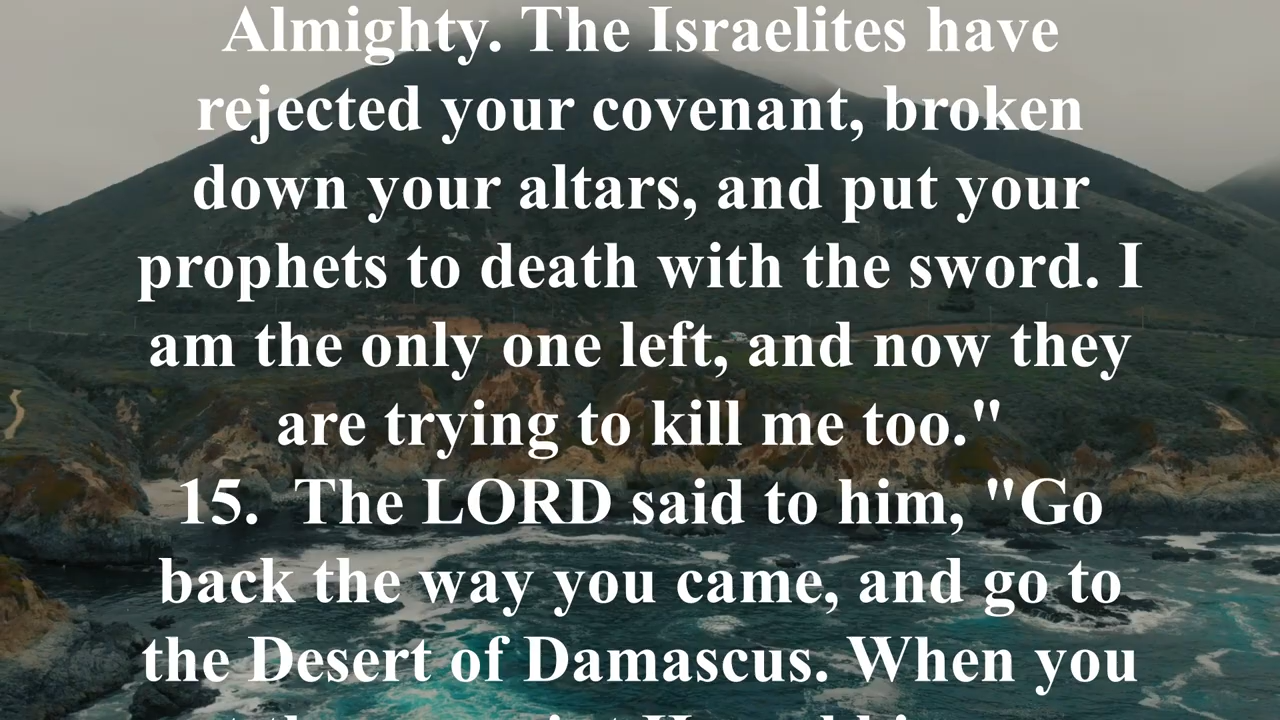 Almighty. The Israelites have
rejected your covenant, broken
down your altars, and put your
prophets to death with the sword. I
am the only one left, and now they
are trying to kill me too."
15.  The LORD said to him, "Go
back the way you came, and go to
the Desert of Damascus. When you